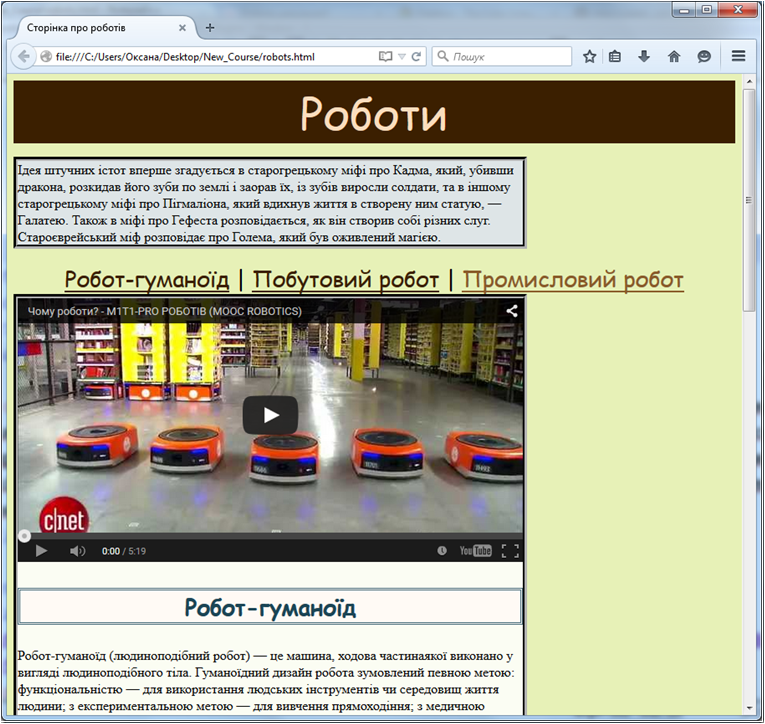 Сторінка про роботів
file:///C:/Users/Оксана/Desktop/New_Course/robots.html
Пошук
Роботи
Ідея штучних істот вперше згадується в старогрецькому міфі про Кадма, який, убивши
дракона, розкидав його зуби по землі і заорав їх, із зубів виросли солдати, та в іншому
старогрецькому міфі про Пігмаліона, який вдихнув життя в створену ним статую, —
Галатею. Також в міфі про Гефеста розповідається, як він створив собі різних слуг.
Староєврейський міф розповідає про Голема, який був оживлений магією.
Робот-гуманоїд | Побутовий робот | Промисловий робот
Чому роботи? - М1Т1-PRO РОБОТІВ (MOOC ROBOTICS)
c|net
0:00 / 5:19
YouTube
Робот-гуманоїд
Робот-гуманоїд (людиноподібний робот) — це машина, ходова частинаякої виконано у
вигляді людиноподібного тіла. Гуманоїдний дизайн робота зумовлений певною метою:
функціональністю — для використання людських інструментів чи середовищ життя
людини; з експериментальною метою — для вивчення прямоходіння; з медичною